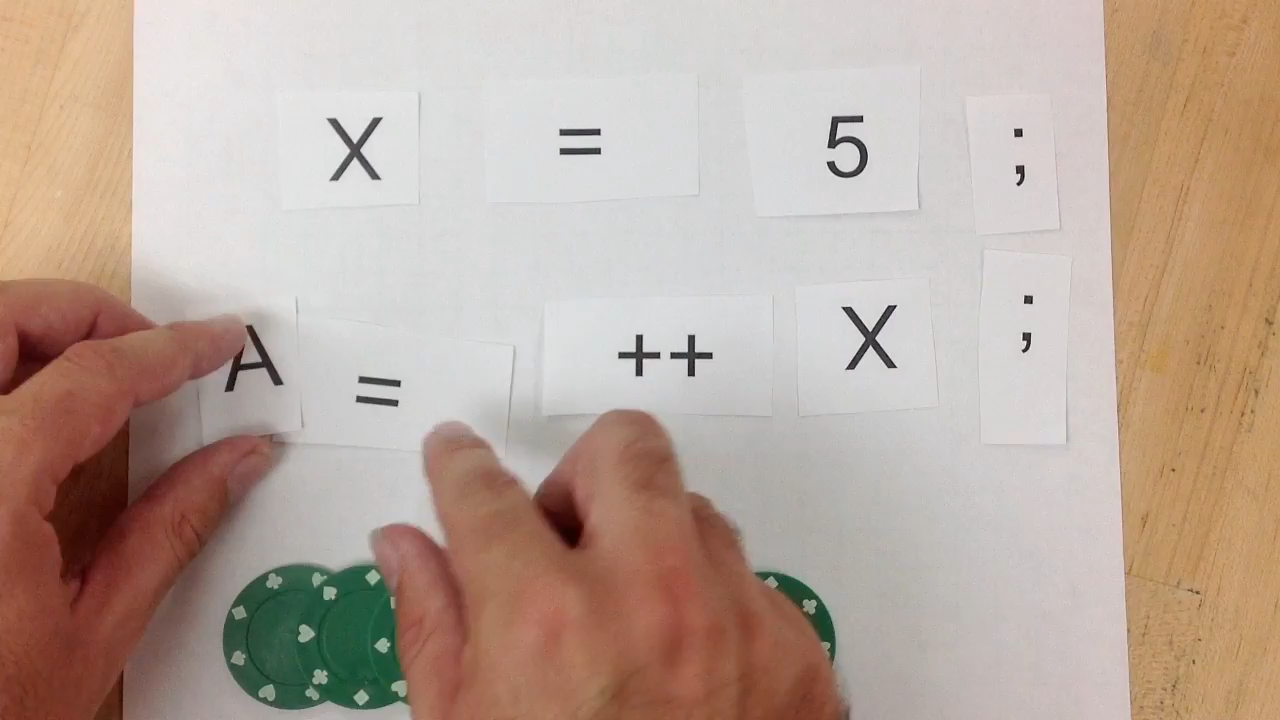 X = 5 ;
A = ++ X ;